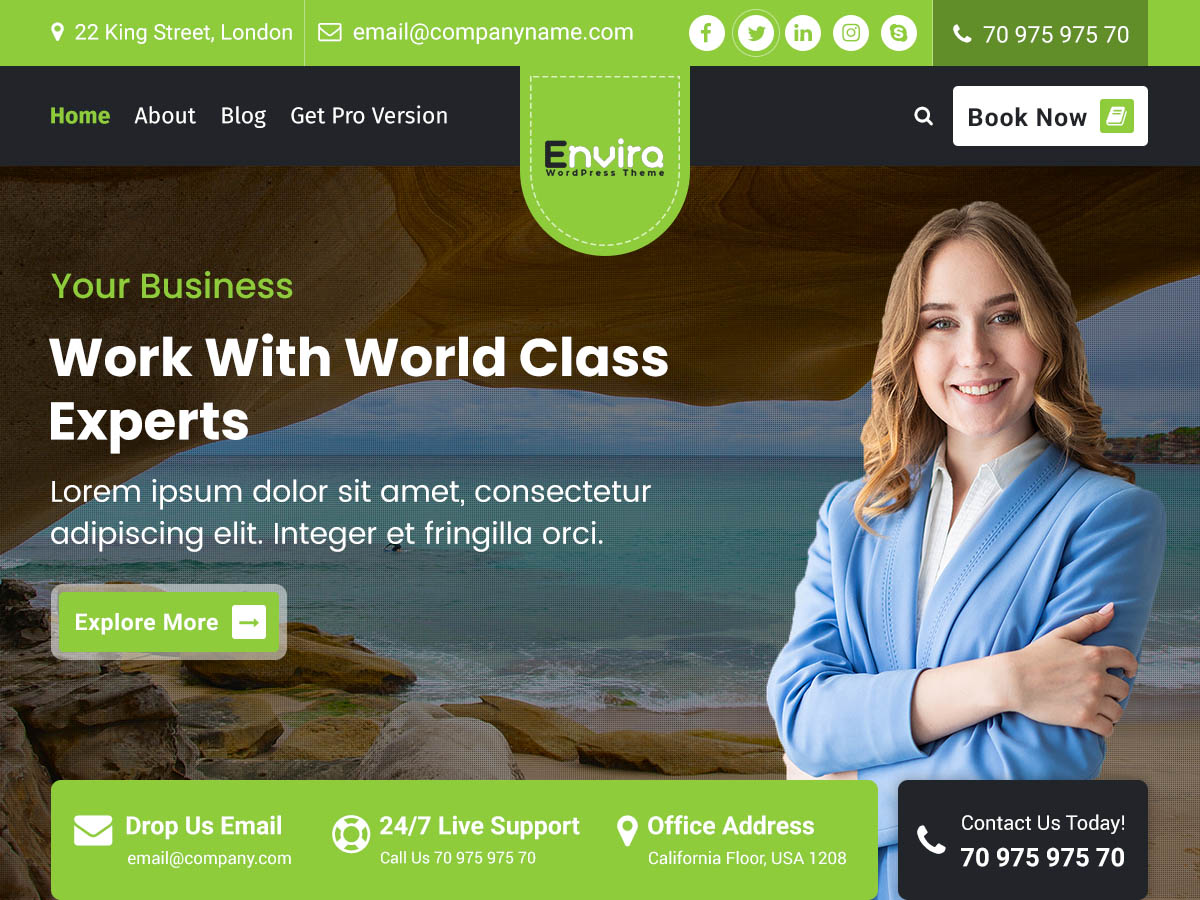 22 King Street, London
email@companyname.com
70 975 975 70
Home
About
Blog
Get Pro Version
Envira
WordPress Theme
Book Now
Your Business
Work With World Class
Experts
Lorem ipsum dolor sit amet, consectetur
adipiscing elit. Integer et fringilla orci.
Explore More
Drop Us Email
email@company.com
24/7 Live Support
Call Us 70 975 975 70
Office Address
California Floor, USA 1208
Contact Us Today!
70 975 975 70